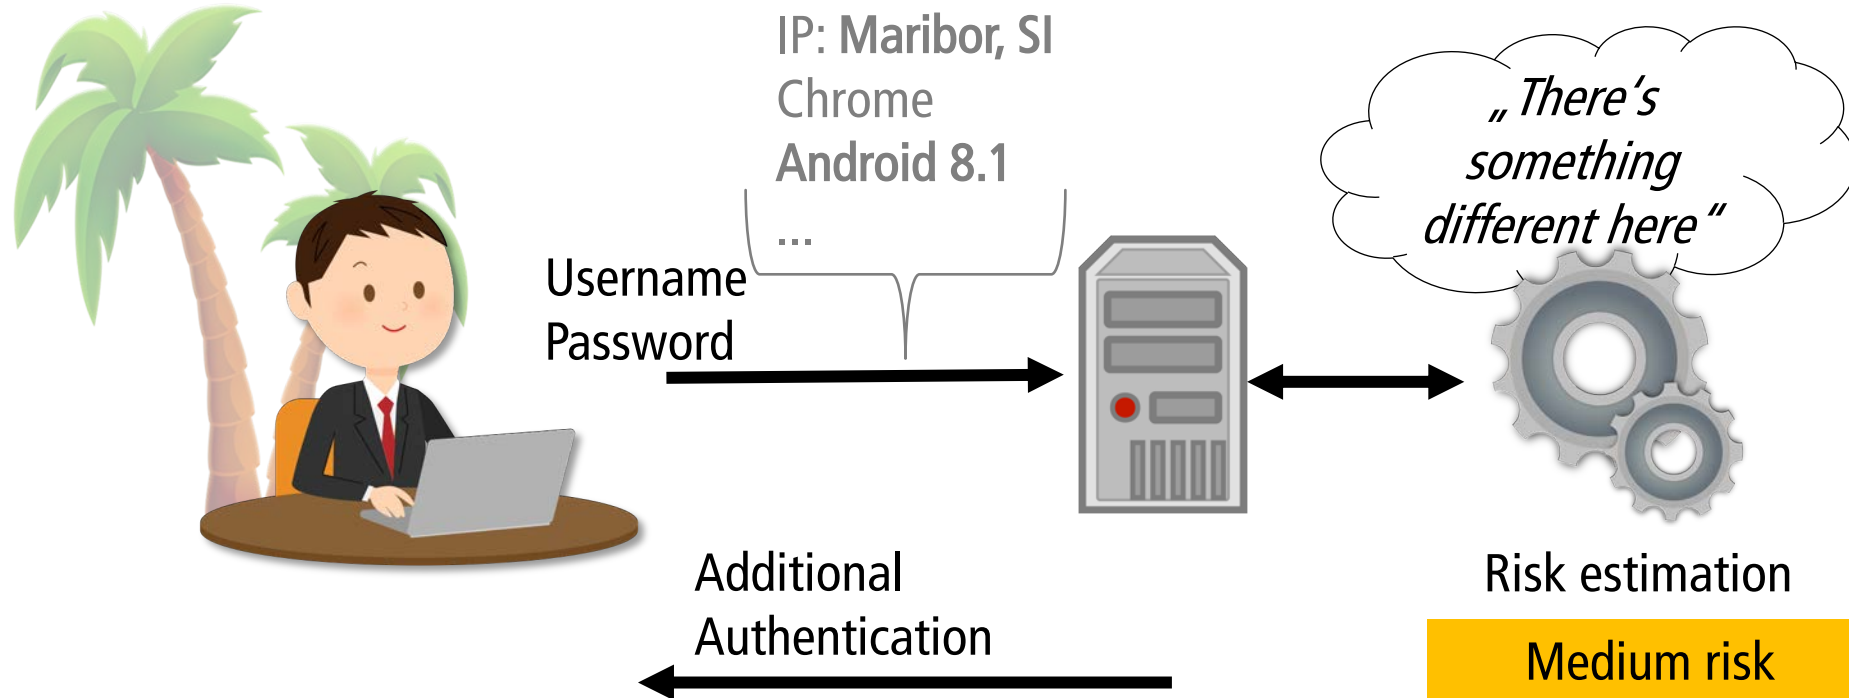 IP: Maribor, SI
Chrome
Android 8.1
...
„There‘s
something
different here“
Username
Password
Additional
Authentication
Risk estimation
Medium risk